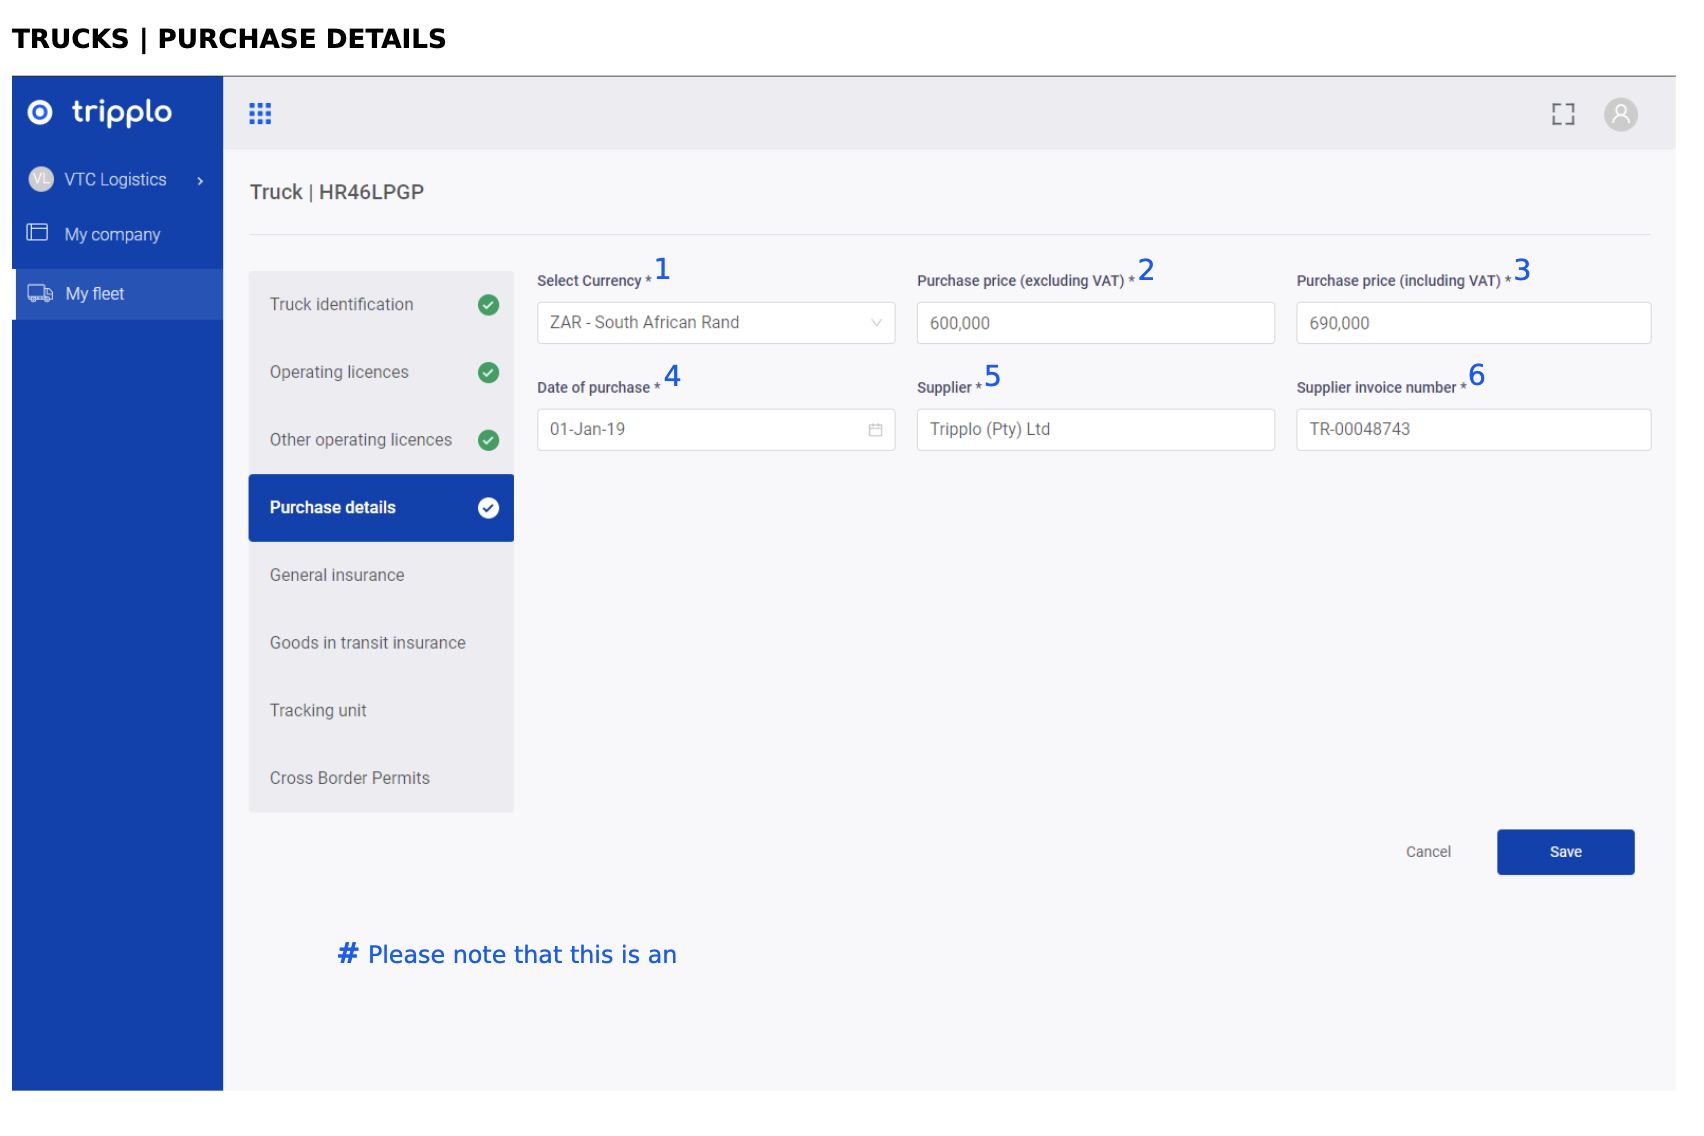 TRUCKS | PURCHASE DETAILS
tripplo
VL VTC Logistics
My company
My fleet
Truck | HR46LPGP
Truck identification
Operating licences
Other operating licences
Purchase details
General insurance
Goods in transit insurance
Tracking unit
Cross Border Permits
Select Currency * 1
ZAR - South African Rand
Purchase price (excluding VAT) * 2
600,000
Purchase price (including VAT) * 3
690,000
Date of purchase * 4
01-Jan-19
Supplier * 5
Tripplo (Pty) Ltd
Supplier invoice number * 6
TR-00048743
Cancel
Save
# Please note that this is an